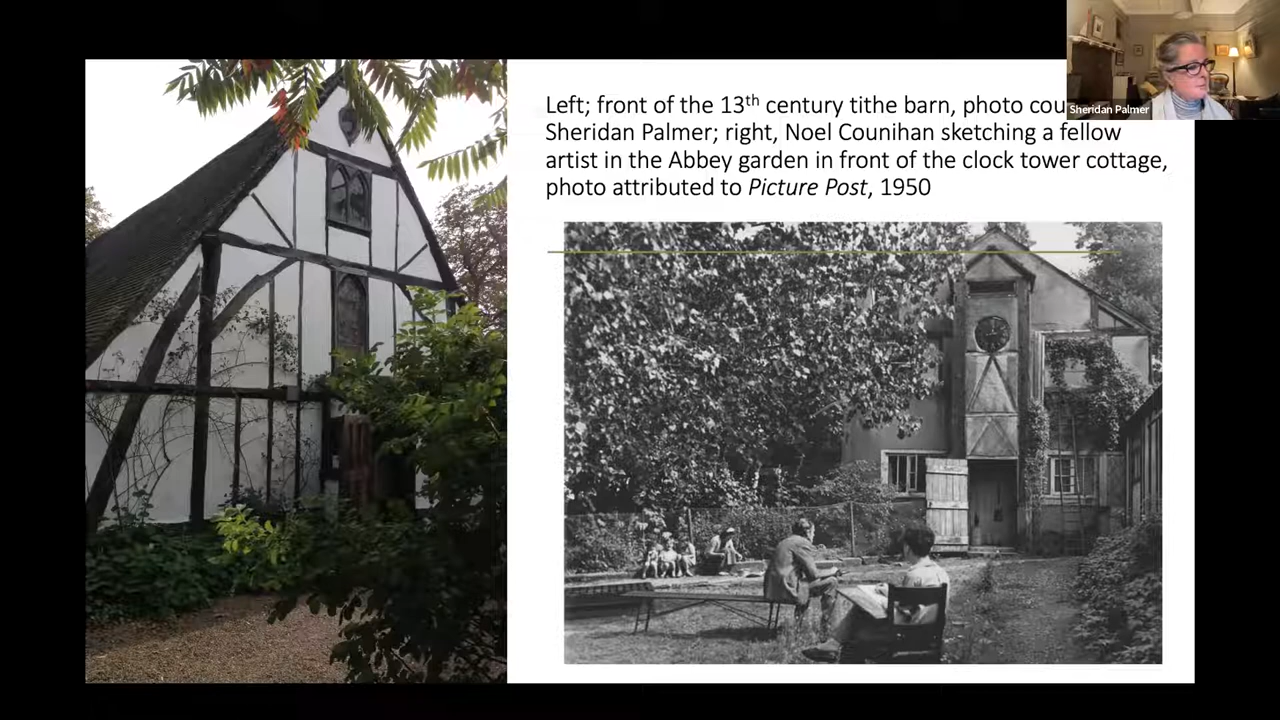 Left; front of the 13th century tithe barn, photo
Sheridan Palmer; right, Noel Counihan sketching a fellow
artist in the Abbey garden in front of the clock tower cottage,
photo attributed to Picture Post, 1950
Sheridan Palmer